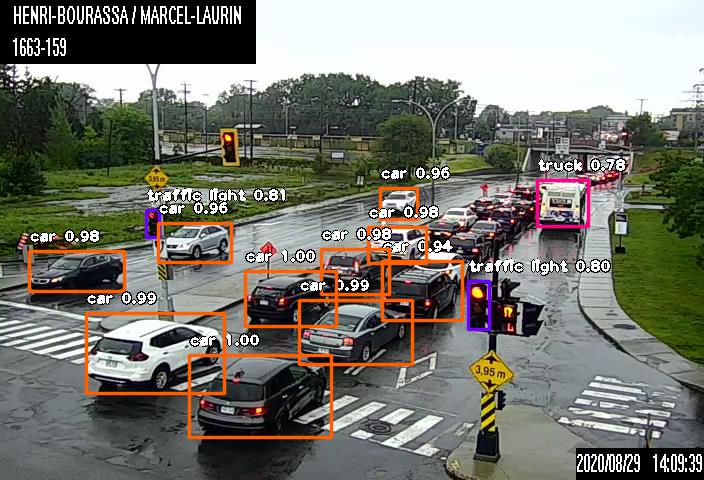 HENRI-BOURASSA / MARCEL-LAURIN
1663-159
truck 0.78
car 0.96
traffic light 0.81
car 0.96
car 0.98
car 0.98
car 0.98
car 0.94
car 1.00
traffic light 0.80
car 0.99
car 0.99
car 1.00
3,95 m
3,95 m
2020/08/29 14:09:39